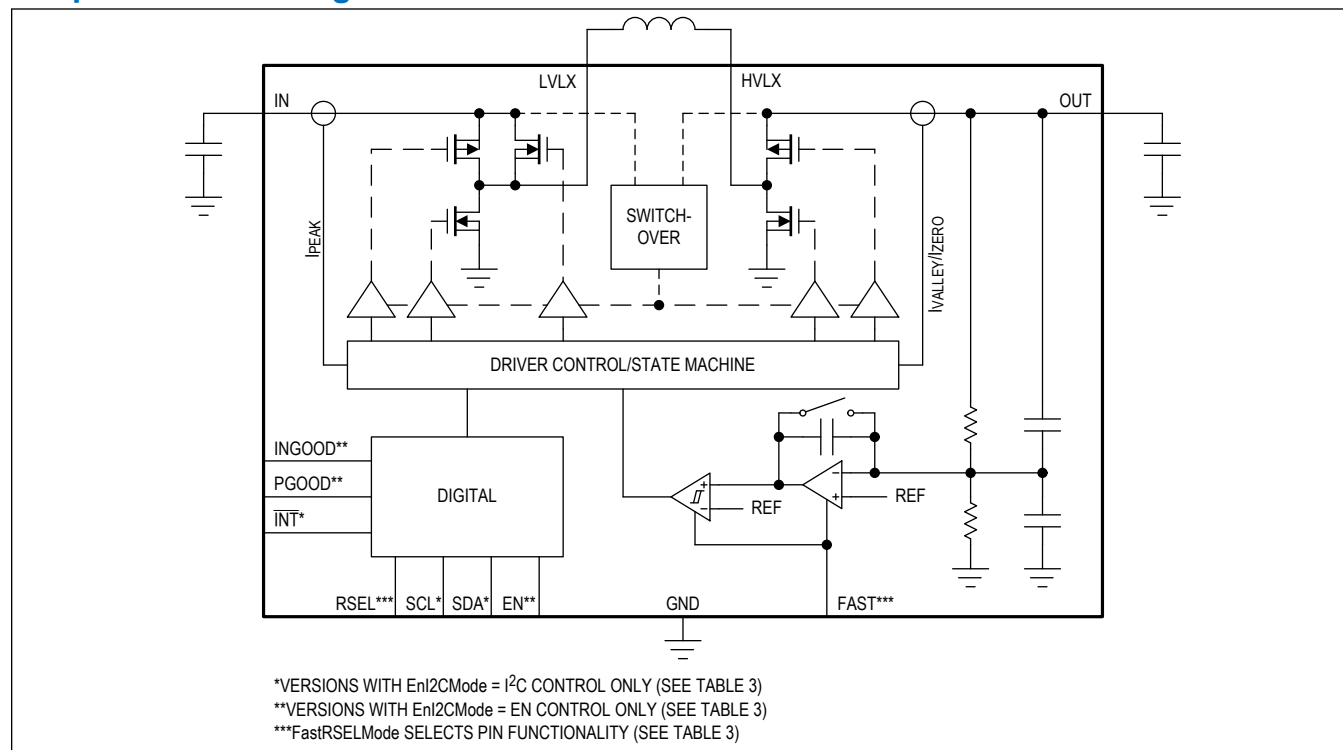 LVLX
HVLX
IN
OUT
SWITCH-
OVER
IPEAK
IVALLEY/IZERO
DRIVER CONTROL/STATE MACHINE
INGOOD**
PGOOD**
INT*
DIGITAL
REF
REF
RSEL***
SCL*
SDA*
EN**
GND
FAST***
*VERSIONS WITH EnI2CMode = I2C CONTROL ONLY (SEE TABLE 3)
**VERSIONS WITH EnI2CMode = EN CONTROL ONLY (SEE TABLE 3)
***FastRSELMode SELECTS PIN FUNCTIONALITY (SEE TABLE 3)